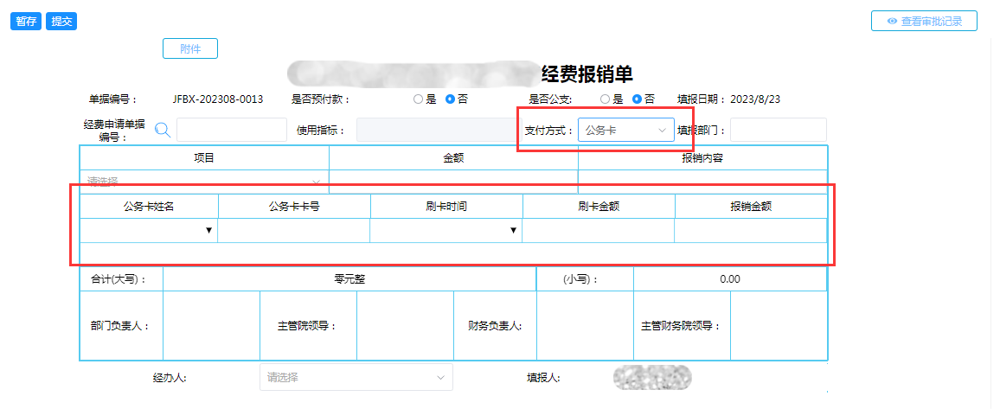 暂存 提交 查看审批记录
附件
经费报销单
单据编号： JFBX-202308-0013 是否预付款： 是 否 是否公支: 是 否 填报日期：2023/8/23
经费申请单据编号： 使用指标： 支付方式： 公务卡 填报部门：
项目 金额 报销内容
请选择
公务卡姓名 公务卡卡号 刷卡时间 刷卡金额 报销金额
合计(大写)： 零元整 (小写)： 0.00
部门负责人： 主管院领导： 财务负责人: 主管财务院领导：
经办人: 请选择 填报人: